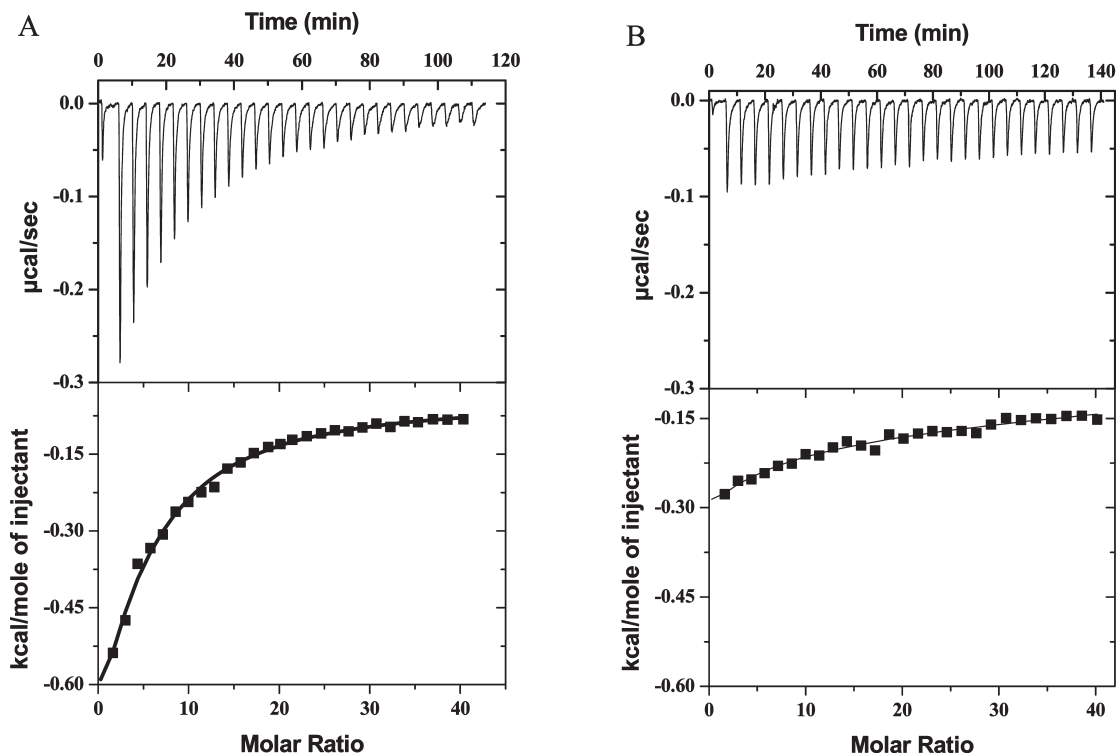 A
Time (min)
0 20 40 60 80 100 120
0.0
-0.1
-0.2
-0.3
µcal/sec
-0.15
-0.30
-0.45
-0.60
kcal/mole of injectant
0 10 20 30 40
Molar Ratio
B
Time (min)
0 20 40 60 80 100 120 140
0.0
-0.1
-0.2
-0.3
µcal/sec
-0.15
-0.30
-0.45
-0.60
kcal/mole of injectant
0 10 20 30 40
Molar Ratio